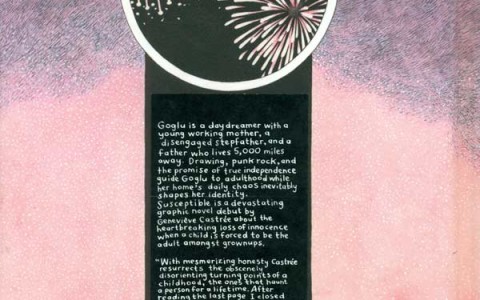 Goglu is a day dreamer with a
young working mother, a
disengaged stepfather, and a
father who lives 5,000 miles
away. Drawing, punk rock, and
the promise of true independence
guide Goglu to adulthood while
her home's daily chaos inevitably
shapes her identity.
Susceptible is a devastating
graphic novel debut by
Geneviève Castrée about the
heartbreaking loss of innocence
when a child is forced to be the
adult amongst grownups.
"With mesmerizing honesty Castrée
resurrects the obscenely
disorienting turning points of a
childhood, the ones that haunt
a person for a lifetime. After
reading the last page I closed